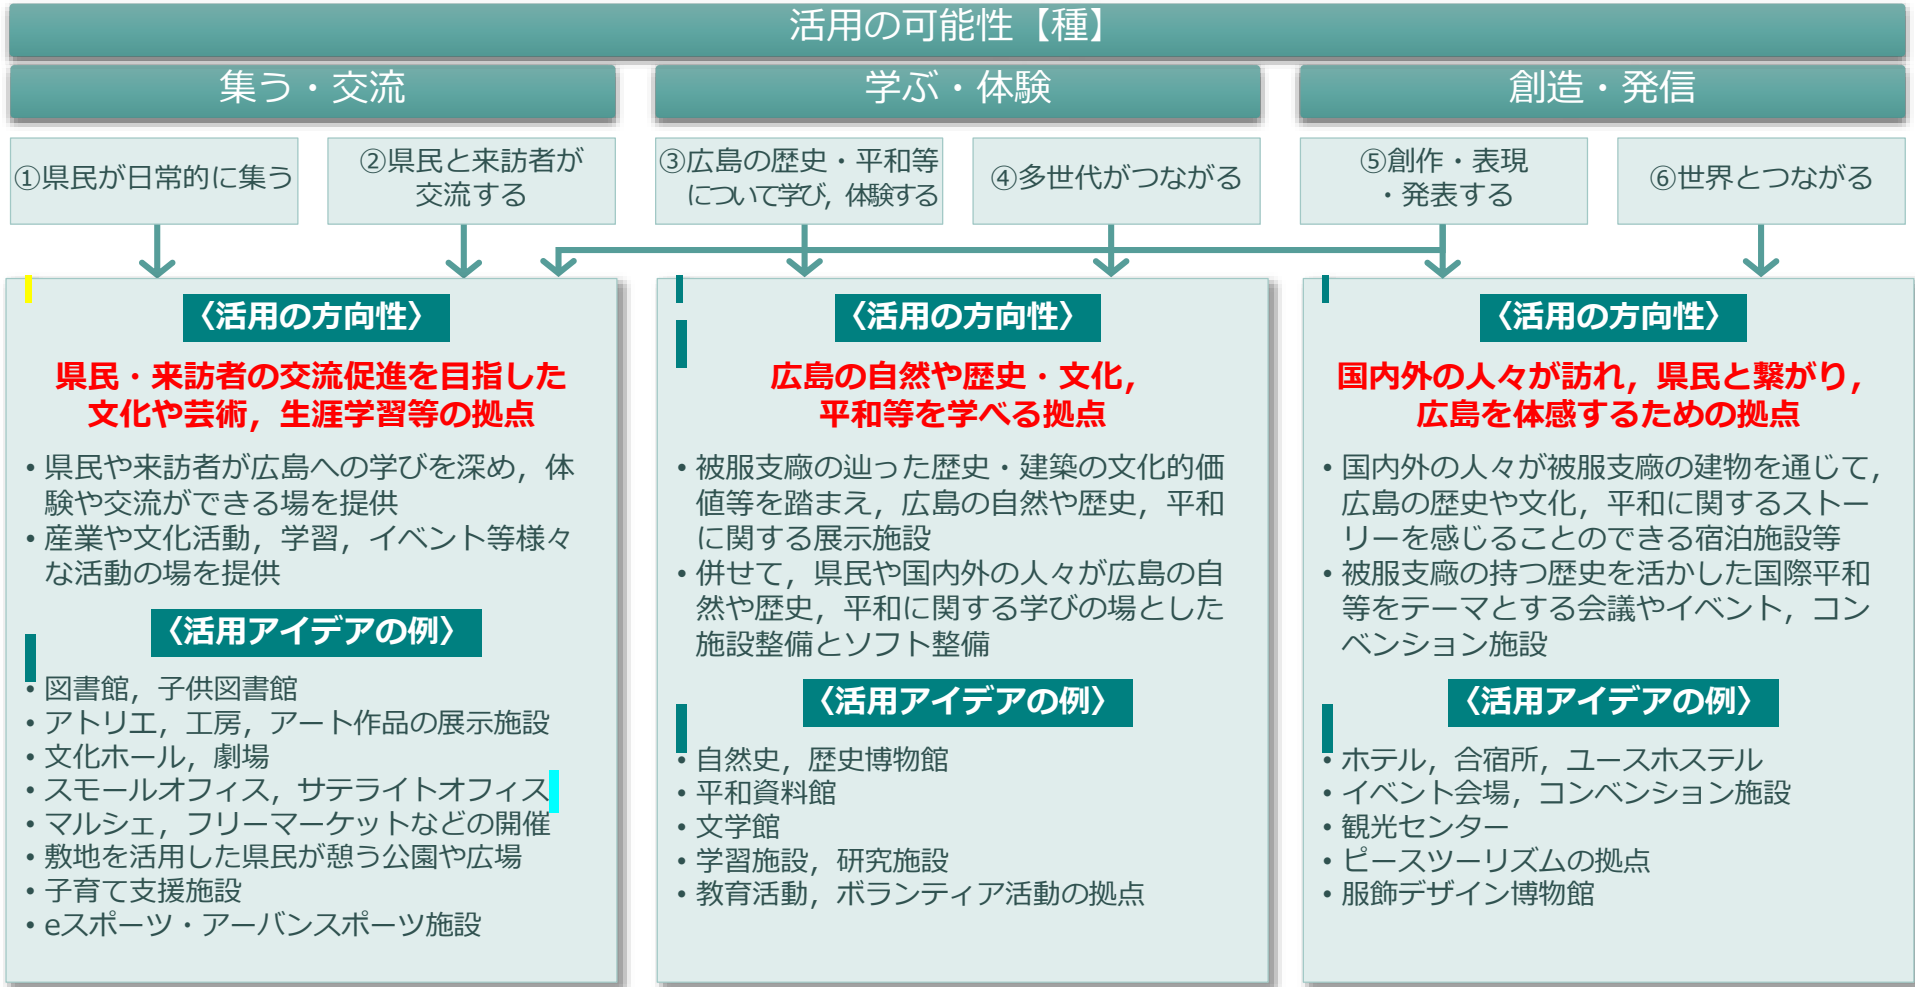 活用の可能性【種】
集う・交流
学ぶ・体験
創造・発信
①県民が日常的に集う
②県民と来訪者が
交流する
③広島の歴史・平和等
について学び，体験する
④多世代がつながる
⑤創作・表現
・発表する
⑥世界とつながる
〈活用の方向性〉
県民・来訪者の交流促進を目指した
文化や芸術，生涯学習等の拠点
• 県民や来訪者が広島への学びを深め，体
験や交流ができる場を提供
• 産業や文化活動，学習，イベント等様々
な活動の場を提供
〈活用アイデアの例〉
• 図書館，子供図書館
• アトリエ，工房，アート作品の展示施設
• 文化ホール，劇場
• スモールオフィス，サテライトオフィス
• マルシェ，フリーマーケットなどの開催
• 敷地を活用した県民が憩う公園や広場
• 子育て支援施設
• eスポーツ・アーバンスポーツ施設
〈活用の方向性〉
広島の自然や歴史・文化，
平和等を学べる拠点
• 被服支廠の辿った歴史・建築の文化的価
値等を踏まえ，広島の自然や歴史，平和
に関する展示施設
• 併せて，県民や国内外の人々が広島の自
然や歴史，平和に関する学びの場とした
施設整備とソフト整備
〈活用アイデアの例〉
• 自然史，歴史博物館
• 平和資料館
• 文学館
• 学習施設，研究施設
• 教育活動，ボランティア活動の拠点
〈活用の方向性〉
国内外の人々が訪れ，県民と繋がり，
広島を体感するための拠点
• 国内外の人々が被服支廠の建物を通じて，
広島の歴史や文化，平和に関するストー
リーを感じることのできる宿泊施設等
• 被服支廠の持つ歴史を活かした国際平和
等をテーマとする会議やイベント，コン
ベンション施設
〈活用アイデアの例〉
• ホテル，合宿所，ユースホステル
• イベント会場，コンベンション施設
• 観光センター
• ピースツーリズムの拠点
• 服飾デザイン博物館